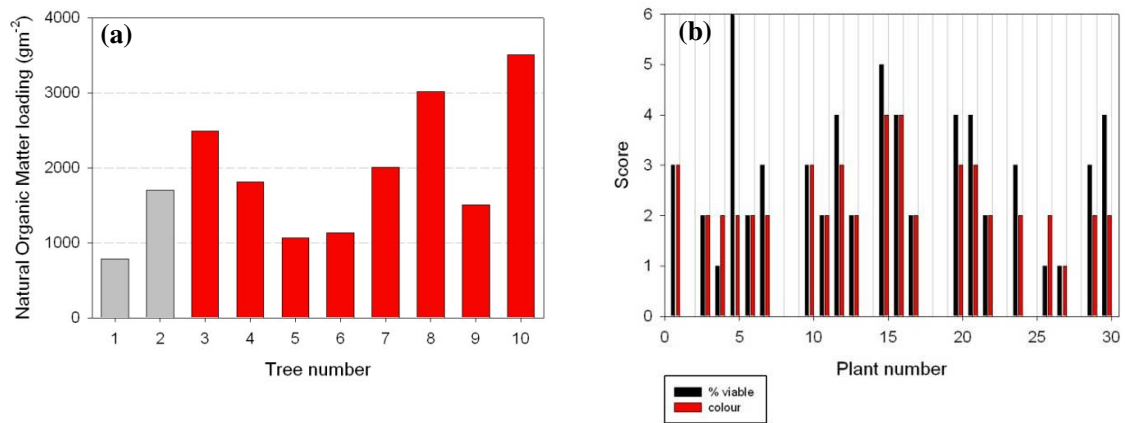 (a)
Natural Organic Matter loading (gm⁻²)
4000
3000
2000
1000
0
1 2 3 4 5 6 7 8 9 10
Tree number
(b)
Score
6
5
4
3
2
1
0
0 5 10 15 20 25 30
Plant number
% viable
colour